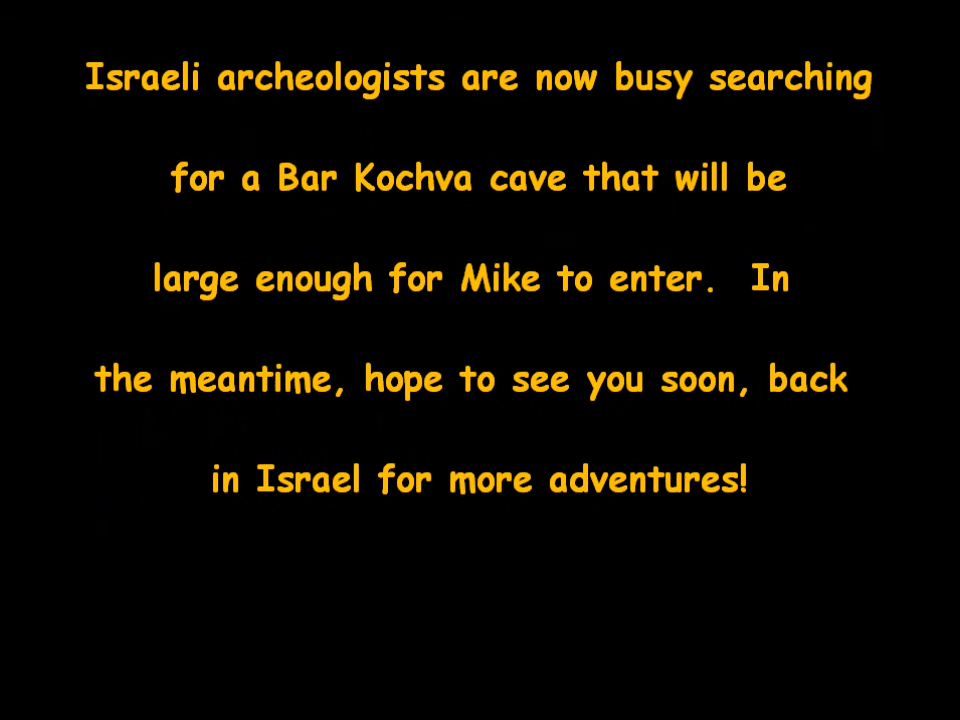 Israeli archeologists are now busy searching
for a Bar Kochva cave that will be
large enough for Mike to enter.  In
the meantime, hope to see you soon, back
in Israel for more adventures!